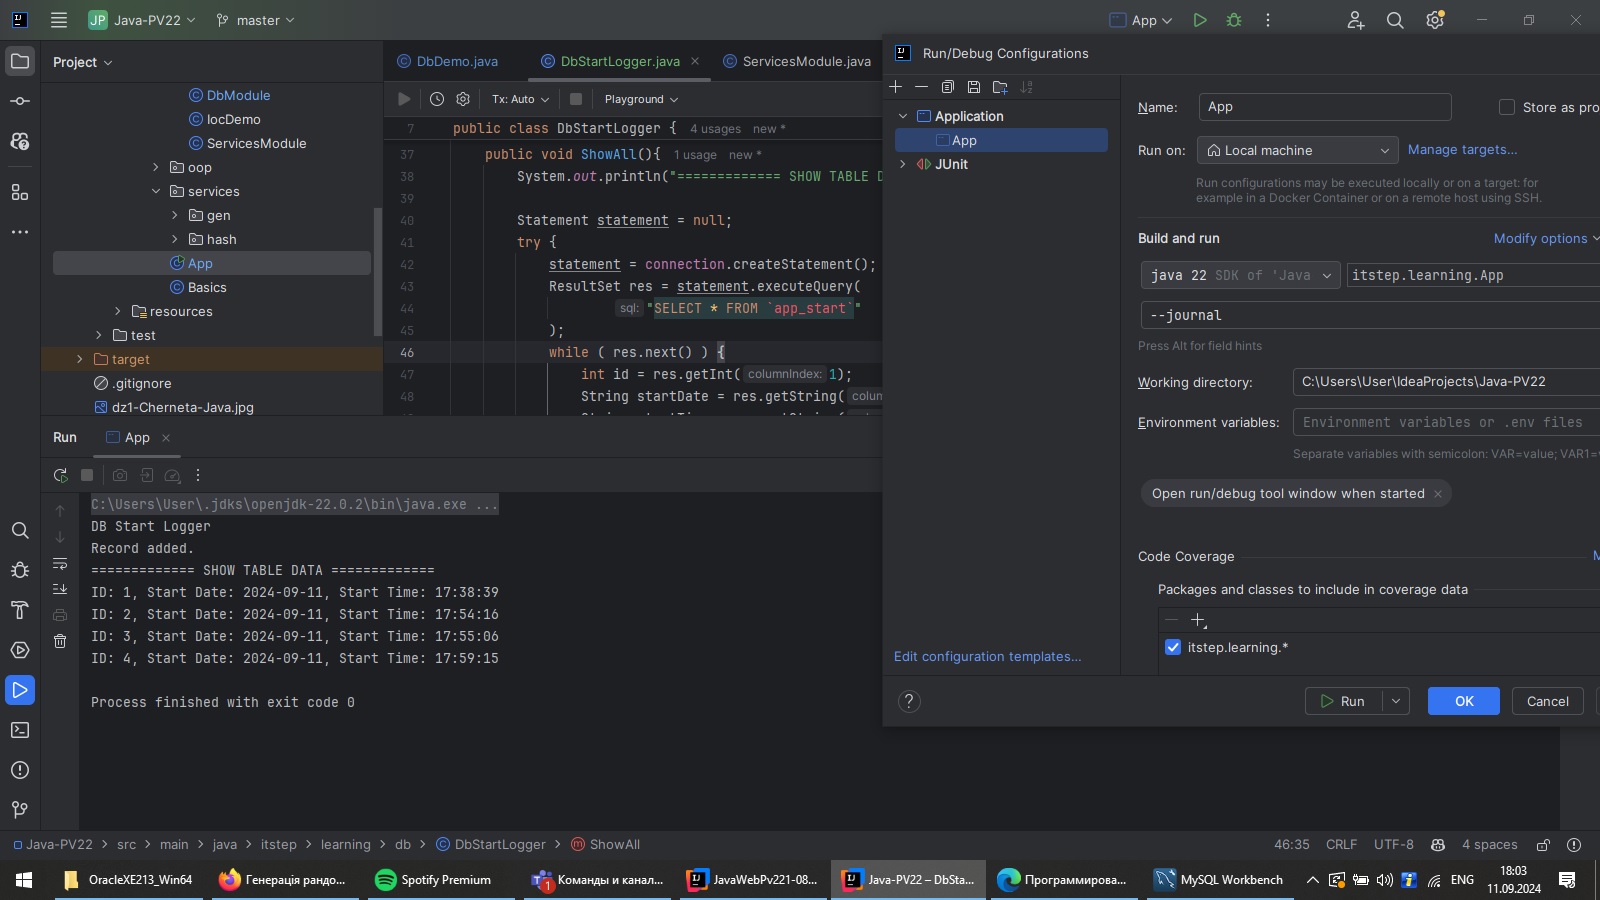 JP Java-PV22 master App
Project
DbModule
IocDemo
ServicesModule
oop
services
gen
hash
App
Basics
resources
test
target
.gitignore
dz1-Cherneta-Java.jpg
DbDemo.java DbStartLogger.java ServicesModule.java
Tx: Auto Playground
7 public class DbStartLogger { 4 usages new *
37 public void ShowAll(){ 1 usage new *
38 System.out.println("============= SHOW TABLE D
39
40 Statement statement = null;
41 try {
42 statement = connection.createStatement();
43 ResultSet res = statement.executeQuery(
44 sql: "SELECT * FROM `app_start`"
45 );
46 while ( res.next() ) {
47 int id = res.getInt( columnIndex: 1);
48 String startDate = res.getString( colum
Run/Debug Configurations
Application
App
JUnit
Edit configuration templates...
Name: App Store as pro
Run on: Local machine Manage targets...
Run configurations may be executed locally or on a target: for
example in a Docker Container or on a remote host using SSH.
Build and run Modify options
java 22 SDK of 'Java itstep.learning.App
--journal
Press Alt for field hints
Working directory: C:\Users\User\IdeaProjects\Java-PV22
Environment variables: Environment variables or .env files
Separate variables with semicolon: VAR=value; VAR1=
Open run/debug tool window when started
Code Coverage M
Packages and classes to include in coverage data
itstep.learning.*
? Run OK Cancel
Run App
C:\Users\User\.jdks\openjdk-22.0.2\bin\java.exe ...
DB Start Logger
Record added.
============= SHOW TABLE DATA =============
ID: 1, Start Date: 2024-09-11, Start Time: 17:38:39
ID: 2, Start Date: 2024-09-11, Start Time: 17:54:16
ID: 3, Start Date: 2024-09-11, Start Time: 17:55:06
ID: 4, Start Date: 2024-09-11, Start Time: 17:59:15
Process finished with exit code 0
Java-PV22 > src > main > java > itstep > learning > db > DbStartLogger > ShowAll 46:35 CRLF UTF-8 4 spaces
OracleXE213_Win64 Генерація рандо... Spotify Premium 1 Команды и канал... JavaWebPv221-08... Java-PV22 – DbSta... Программирова... MySQL Workbench ENG 18:03
11.09.2024